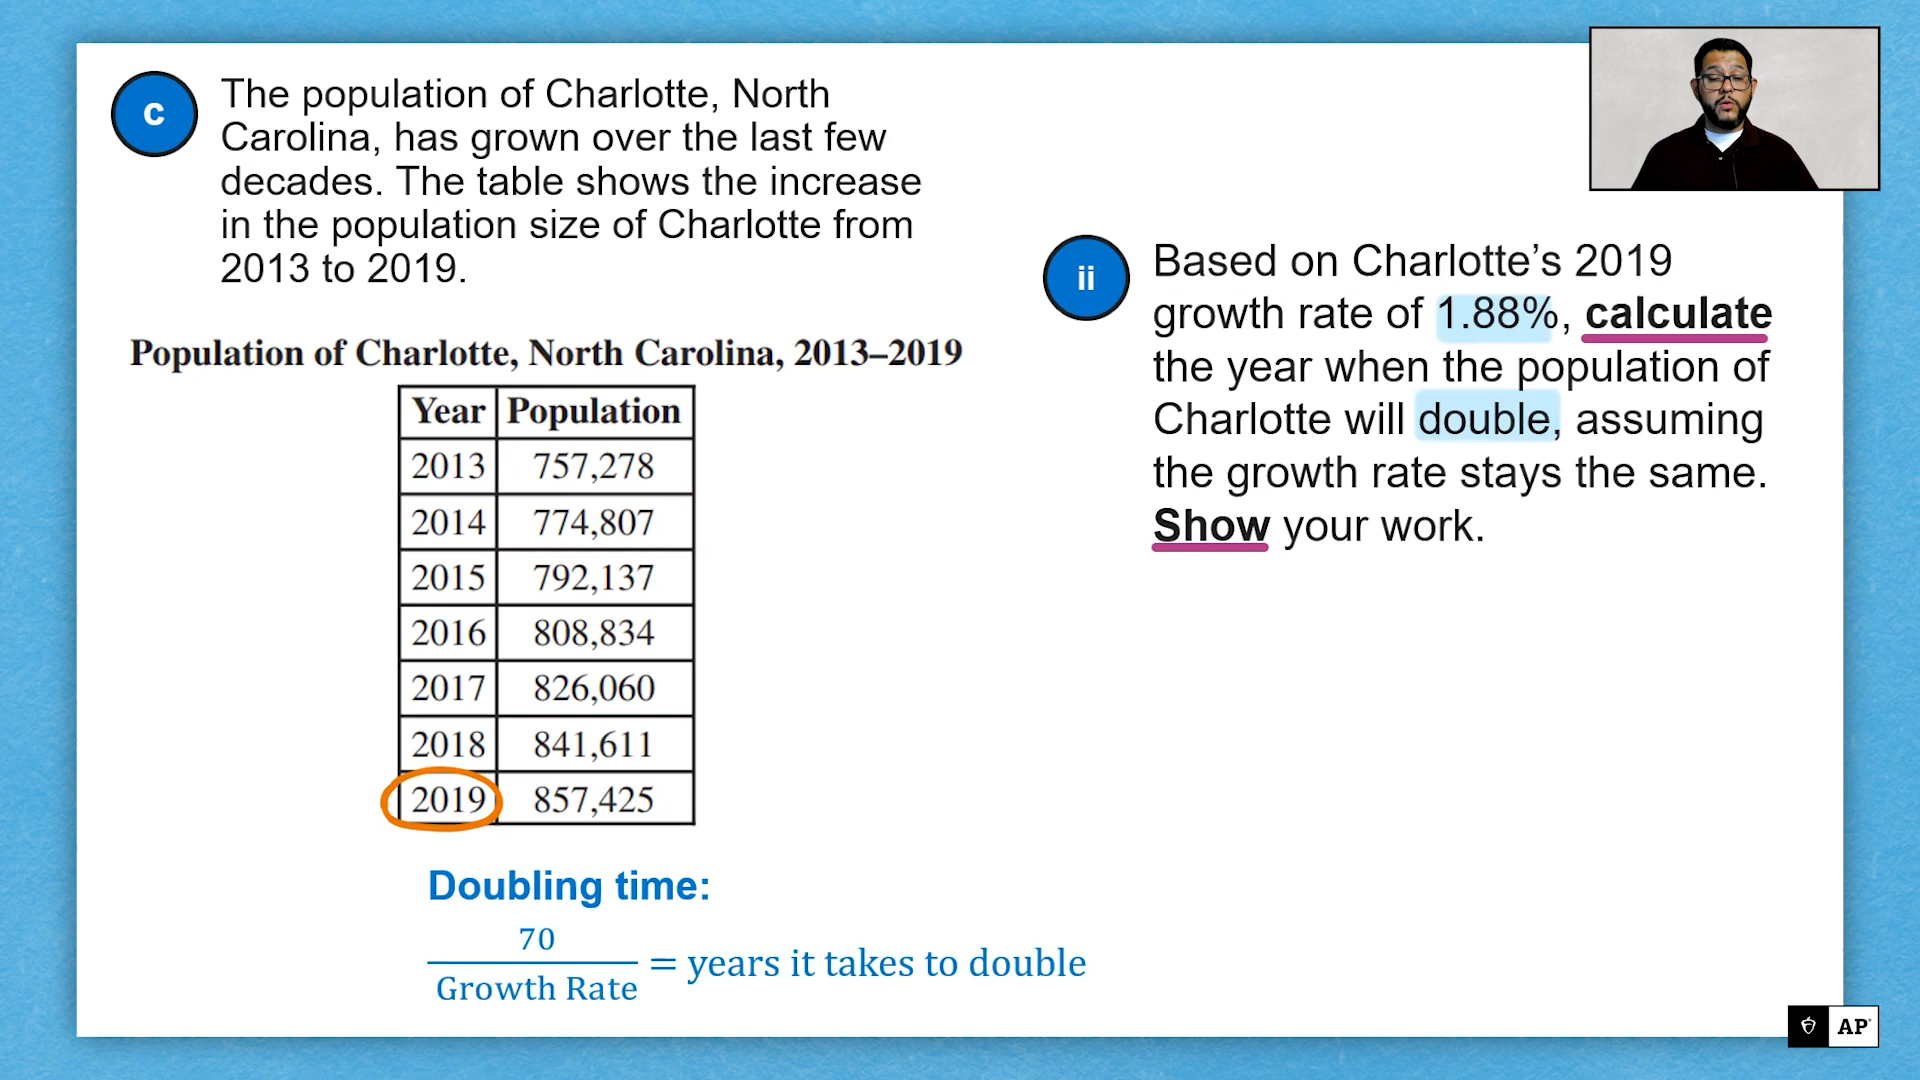 c
The population of Charlotte, North
Carolina, has grown over the last few
decades. The table shows the increase
in the population size of Charlotte from
2013 to 2019.
Population of Charlotte, North Carolina, 2013–2019
Year Population
2013 757,278
2014 774,807
2015 792,137
2016 808,834
2017 826,060
2018 841,611
2019 857,425
Doubling time:
70
Growth Rate
= years it takes to double
ii
Based on Charlotte’s 2019
growth rate of 1.88%, calculate
the year when the population of
Charlotte will double, assuming
the growth rate stays the same.
Show your work.
AP